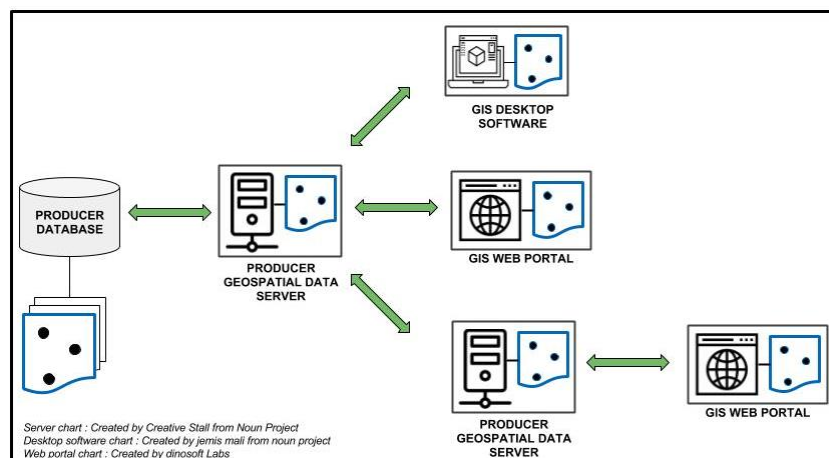 GIS DESKTOP
SOFTWARE
PRODUCER
DATABASE
PRODUCER
GEOSPATIAL DATA
SERVER
GIS WEB PORTAL
PRODUCER
GEOSPATIAL DATA
SERVER
GIS WEB PORTAL
Server chart : Created by Creative Stall from Noun Project
Desktop software chart : Created by jemis mali from noun project
Web portal chart : Created by dinosoft Labs